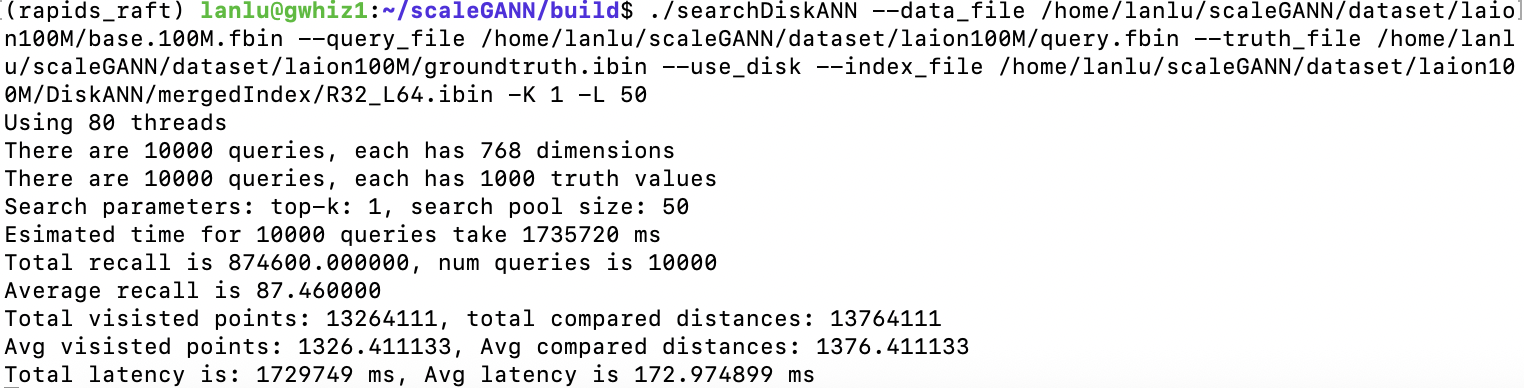 (rapids_raft) lanlu@gwhiz1:~/scaleGANN/build$ ./searchDiskANN --data_file /home/lanlu/scaleGANN/dataset/laio
n100M/base.100M.fbin --query_file /home/lanlu/scaleGANN/dataset/laion100M/query.fbin --truth_file /home/lanl
u/scaleGANN/dataset/laion100M/groundtruth.ibin --use_disk --index_file /home/lanlu/scaleGANN/dataset/laion10
0M/DiskANN/mergedIndex/R32_L64.ibin -K 1 -L 50
Using 80 threads
There are 10000 queries, each has 768 dimensions
There are 10000 queries, each has 1000 truth values
Search parameters: top-k: 1, search pool size: 50
Esimated time for 10000 queries take 1735720 ms
Total recall is 874600.000000, num queries is 10000
Average recall is 87.460000
Total visisted points: 13264111, total compared distances: 13764111
Avg visisted points: 1326.411133, Avg compared distances: 1376.411133
Total latency is: 1729749 ms, Avg latency is 172.974899 ms